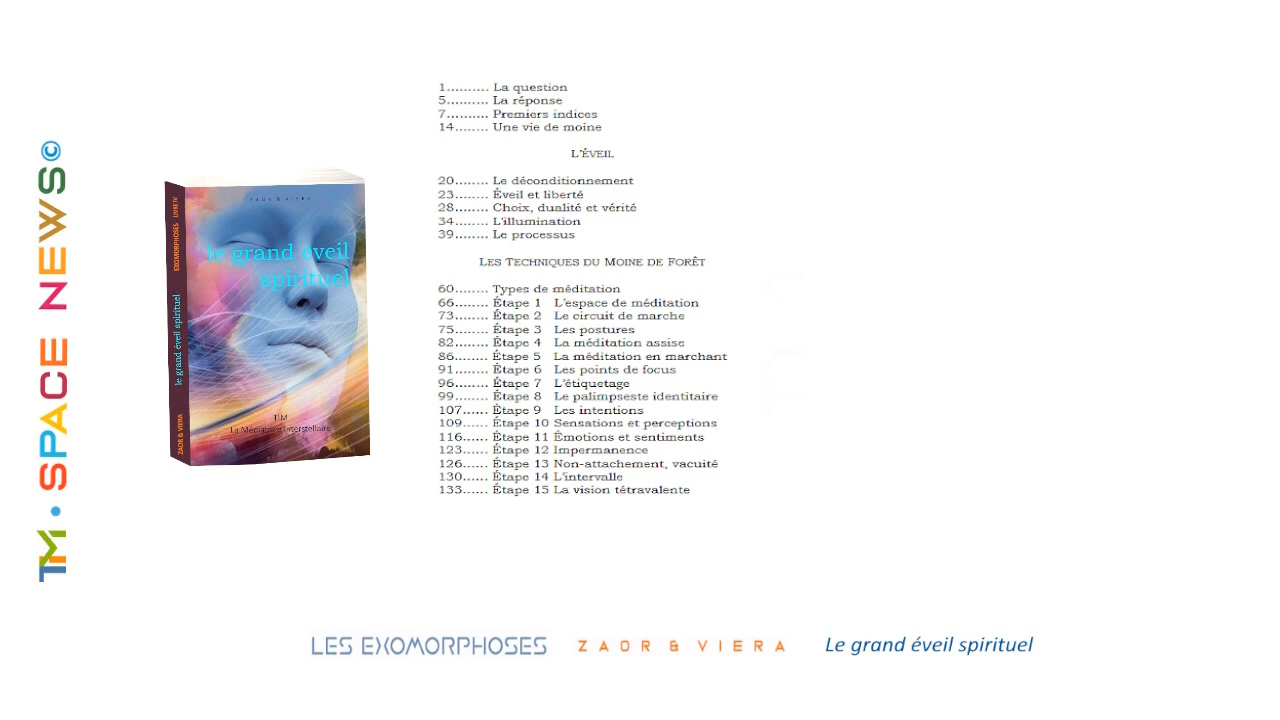 TIM • SPACE NEWS©
EXOMORPHOSES LIVRE IV
le grand éveil spirituel
ZAOR & VIERA
ZAOR & VIERA
le grand éveil
spirituel
TIM
La Médiatrice Interstellaire
1.......... La question
5......... La réponse
7.......... Premiers indices
14........ Une vie de moine
L'ÉVEIL
20........ Le déconditionnement
23........ Éveil et liberté
28........ Choix, dualité et vérité
34........ L'illumination
39........ Le processus
LES TECHNIQUES DU MOINE DE FORÊT
60........ Types de méditation
66........ Étape 1 L'espace de méditation
73........ Étape 2 Le circuit de marche
75........ Étape 3 Les postures
82........ Étape 4 La méditation assise
86........ Étape 5 La méditation en marchant
91........ Étape 6 Les points de focus
96........ Étape 7 L'étiquetage
99........ Étape 8 Le palimpseste identitaire
107...... Étape 9 Les intentions
109...... Étape 10 Sensations et perceptions
116...... Étape 11 Émotions et sentiments
123...... Étape 12 Impermanence
126...... Étape 13 Non-attachement, vacuité
130...... Étape 14 L'intervalle
133...... Étape 15 La vision tétravalente
LES EXOMORPHOSES ZAOR & VIERA Le grand éveil spirituel